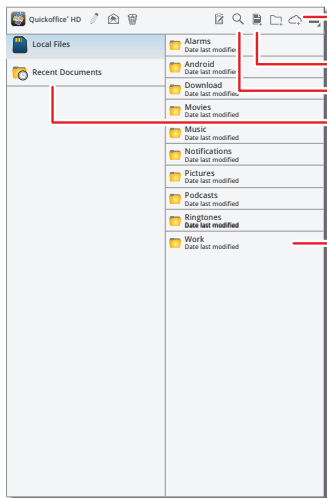 Quickoffice® HD
Local Files
Recent Documents
Alarms
Date last modified
Android
Date last modified
Download
Date last modified
Movies
Date last modified
Music
Date last modified
Notifications
Date last modified
Pictures
Date last modified
Podcasts
Date last modified
Ringtones
Date last modified
Work
Date last modified